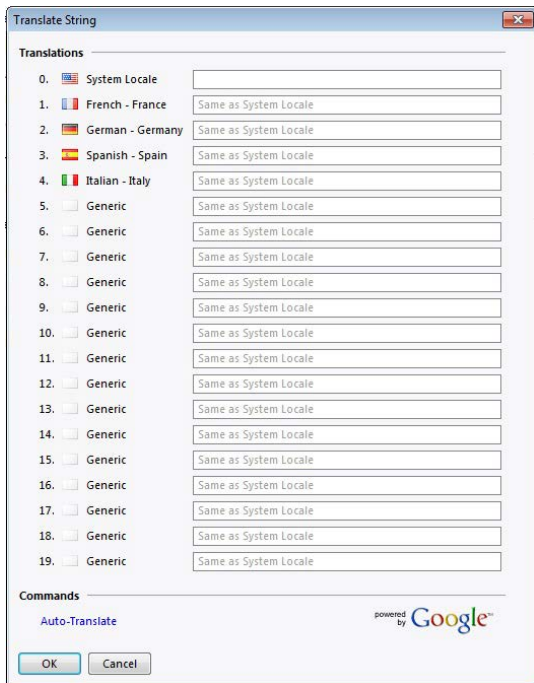 Translate String
Translations
0. System Locale
1. French - France Same as System Locale
2. German - Germany Same as System Locale
3. Spanish - Spain Same as System Locale
4. Italian - Italy Same as System Locale
5. Generic Same as System Locale
6. Generic Same as System Locale
7. Generic Same as System Locale
8. Generic Same as System Locale
9. Generic Same as System Locale
10. Generic Same as System Locale
11. Generic Same as System Locale
12. Generic Same as System Locale
13. Generic Same as System Locale
14. Generic Same as System Locale
15. Generic Same as System Locale
16. Generic Same as System Locale
17. Generic Same as System Locale
18. Generic Same as System Locale
19. Generic Same as System Locale
Commands
Auto-Translate powered by Google™
OK Cancel